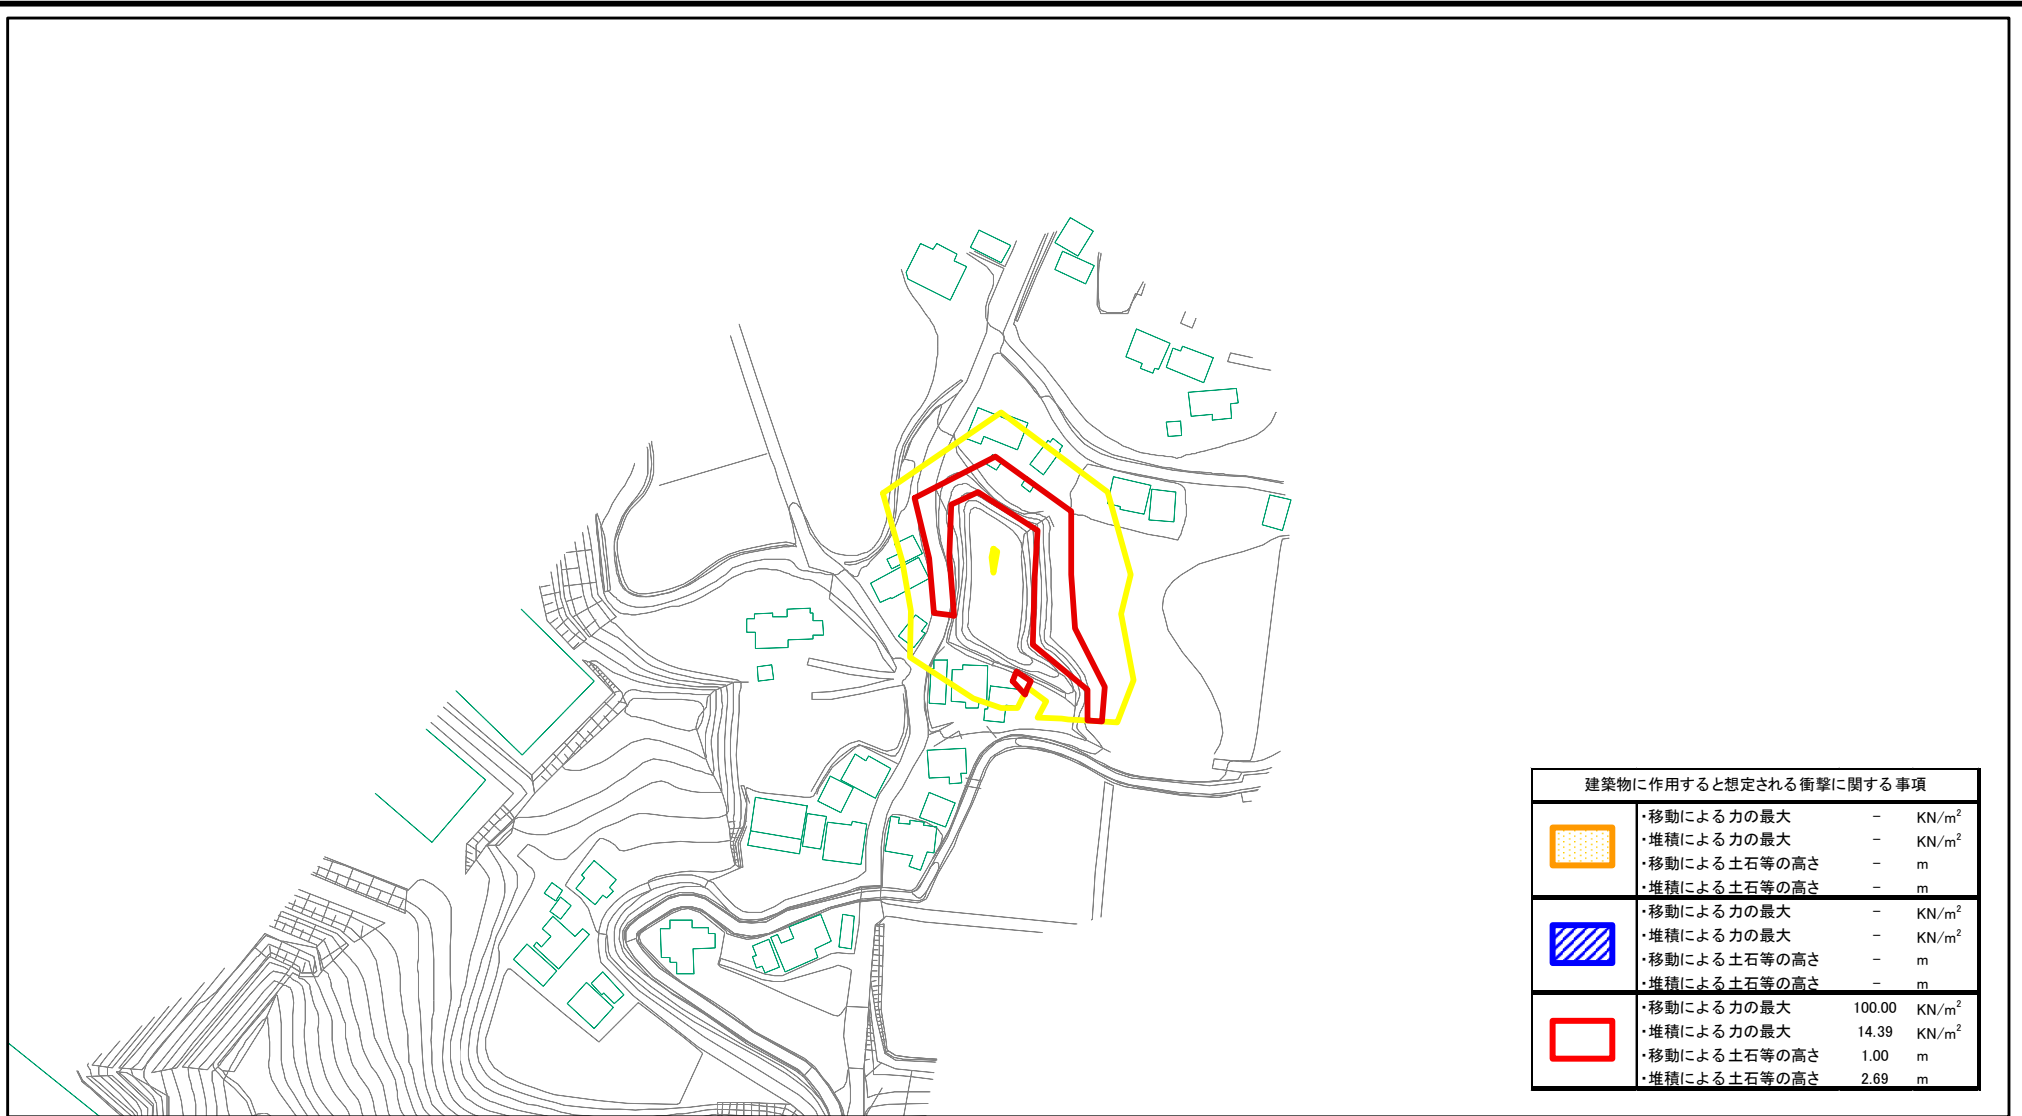 建築物に作用すると想定される衝撃に関する事項
・移動による力の最大 - KN/m²
・堆積による力の最大 - KN/m²
・移動による土石等の高さ - m
・堆積による土石等の高さ - m
・移動による力の最大 - KN/m²
・堆積による力の最大 - KN/m²
・移動による土石等の高さ - m
・堆積による土石等の高さ - m
・移動による力の最大 100.00 KN/m²
・堆積による力の最大 14.39 KN/m²
・移動による土石等の高さ 1.00 m
・堆積による土石等の高さ 2.69 m